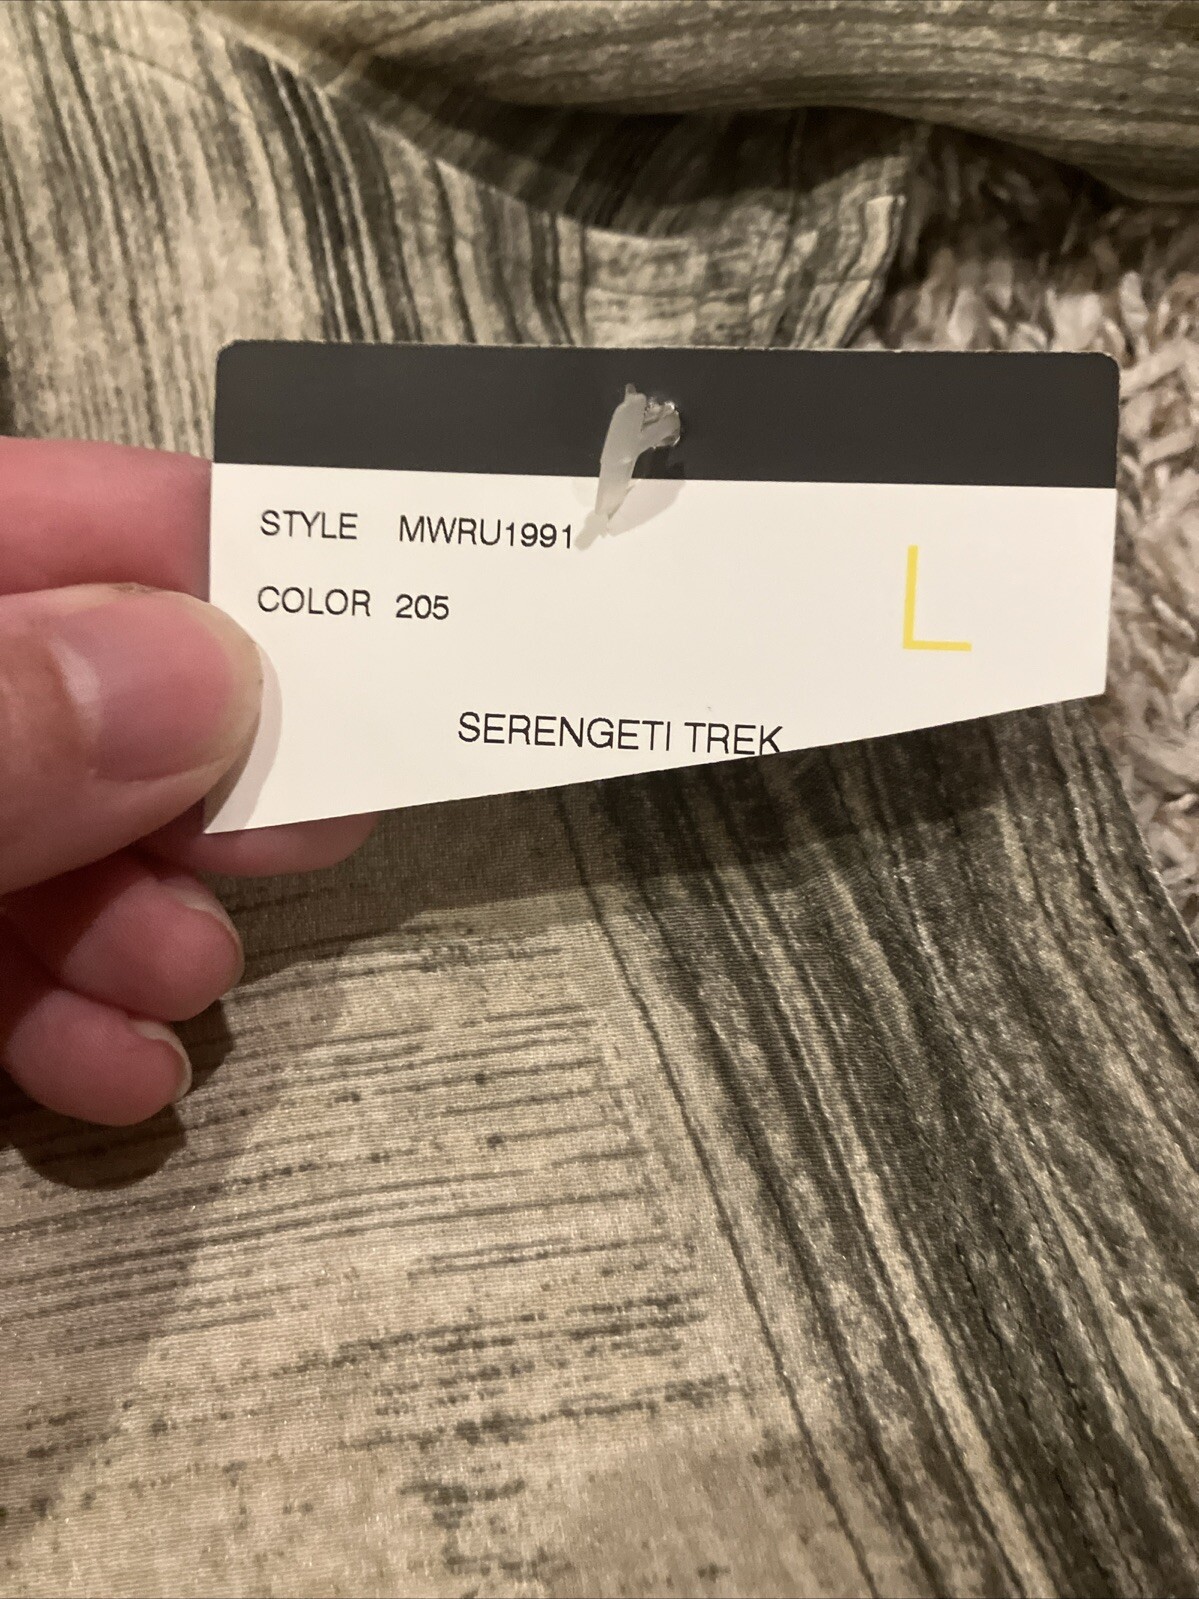 STYLE MWRU1991
COLOR 205
L
SERENGETI TREK